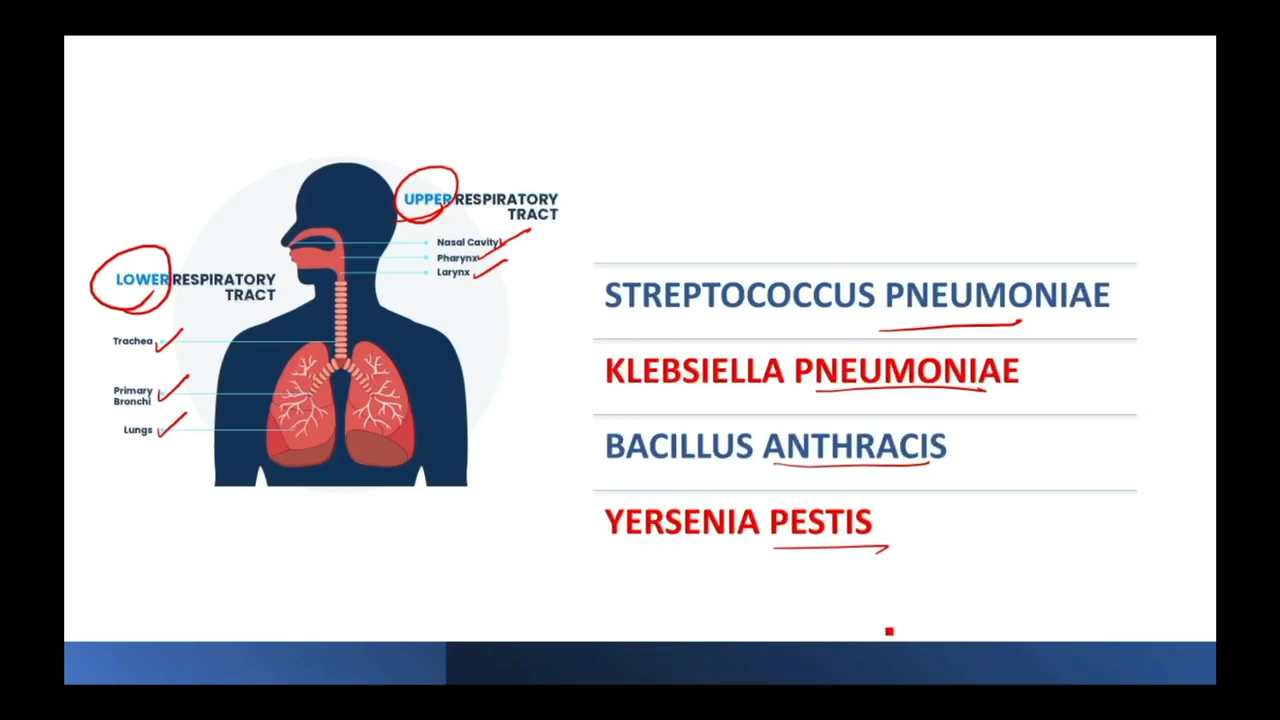 UPPER RESPIRATORY
TRACT
Nasal Cavity
Pharynx
Larynx
LOWER RESPIRATORY
TRACT
Trachea
Primary
Bronchi
Lungs
STREPTOCOCCUS PNEUMONIAE
KLEBSIELLA PNEUMONIAE
BACILLUS ANTHRACIS
YERSENIA PESTIS